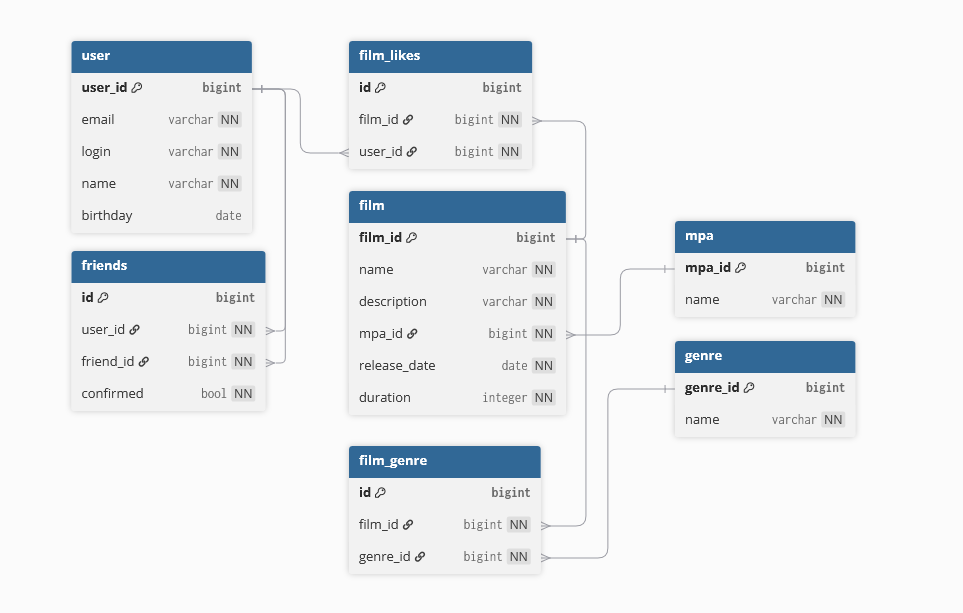 user
user_id bigint
email varchar NN
login varchar NN
name varchar NN
birthday date
friends
id bigint
user_id bigint NN
friend_id bigint NN
confirmed bool NN
film_likes
id bigint
film_id bigint NN
user_id bigint NN
film
film_id bigint
name varchar NN
description varchar NN
mpa_id bigint NN
release_date date NN
duration integer NN
film_genre
id bigint
film_id bigint NN
genre_id bigint NN
mpa
mpa_id bigint
name varchar NN
genre
genre_id bigint
name varchar NN